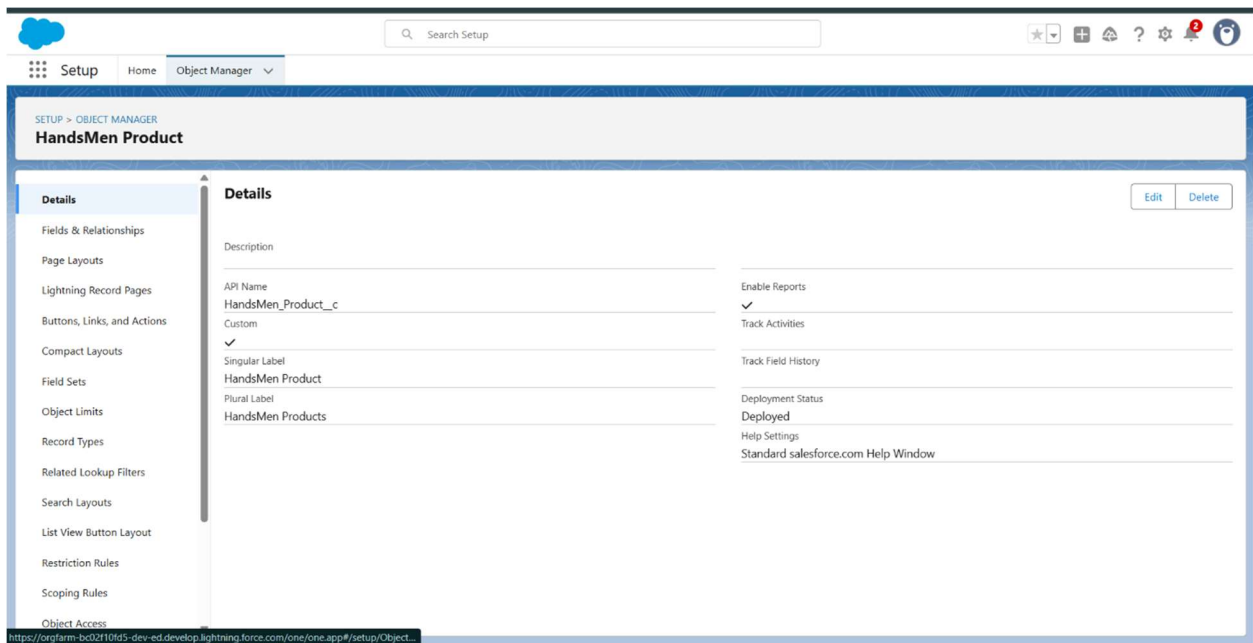 Search Setup
2
Setup
Home
Object Manager
SETUP > OBJECT MANAGER
HandsMen Product
Details
Fields & Relationships
Page Layouts
Lightning Record Pages
Buttons, Links, and Actions
Compact Layouts
Field Sets
Object Limits
Record Types
Related Lookup Filters
Search Layouts
List View Button Layout
Restriction Rules
Scoping Rules
Object Access
Details
Edit
Delete
Description
API Name
HandsMen_Product__c
Custom
Singular Label
HandsMen Product
Plural Label
HandsMen Products
Enable Reports
Track Activities
Track Field History
Deployment Status
Deployed
Help Settings
Standard salesforce.com Help Window
https://orgfarm-bc02f10fd5-dev-ed.develop.lightning.force.com/one/one.app#/setup/Object...